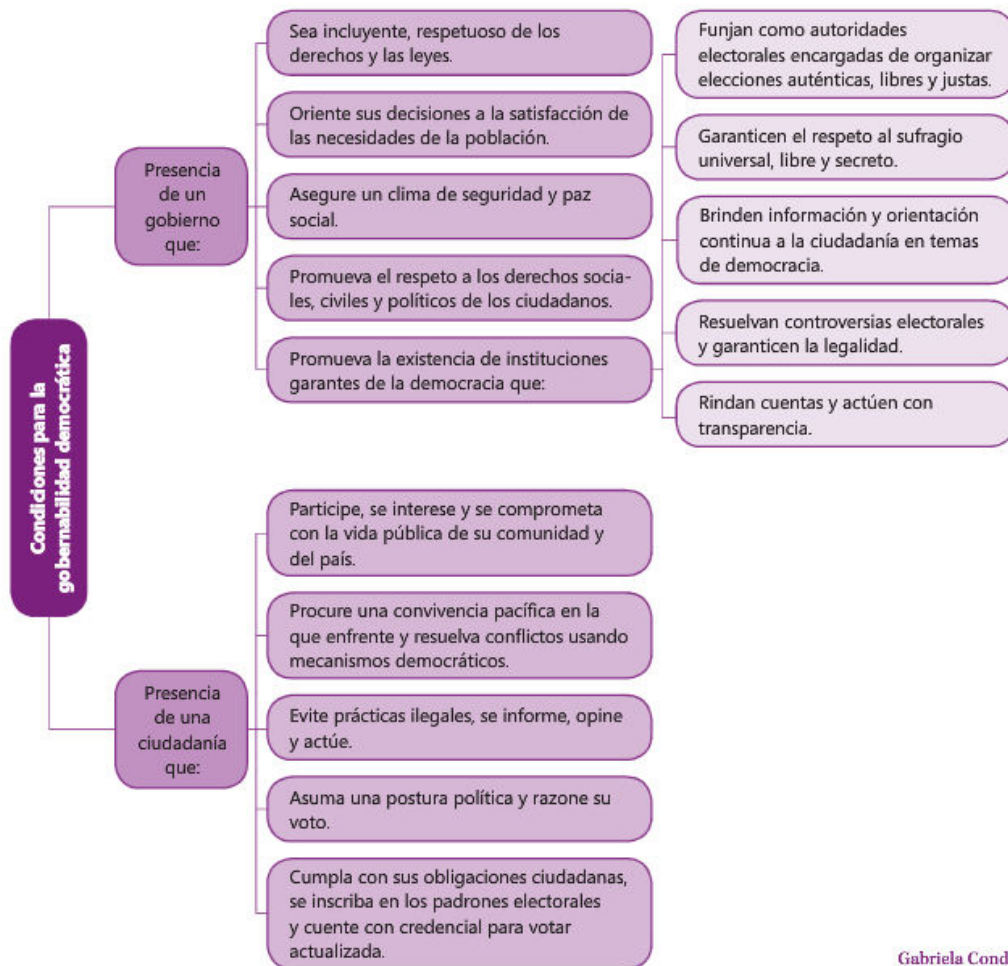 Condiciones para la
gobernabilidad democrática
Presencia
de un
gobierno
que:
Sea incluyente, respetuoso de los
derechos y las leyes.
Oriente sus decisiones a la satisfacción de
las necesidades de la población.
Asegure un clima de seguridad y paz
social.
Promueva el respeto a los derechos socia-
les, civiles y políticos de los ciudadanos.
Promueva la existencia de instituciones
garantes de la democracia que:
Funjan como autoridades
electorales encargadas de organizar
elecciones auténticas, libres y justas.
Garanticen el respeto al sufragio
universal, libre y secreto.
Brinden información y orientación
continua a la ciudadanía en temas
de democracia.
Resuelvan controversias electorales
y garanticen la legalidad.
Rindan cuentas y actúen con
transparencia.
Presencia
de una
ciudadanía
que:
Participe, se interese y se comprometa
con la vida pública de su comunidad y
del país.
Procure una convivencia pacífica en la
que enfrente y resuelva conflictos usando
mecanismos democráticos.
Evite prácticas ilegales, se informe, opine
y actúe.
Asuma una postura política y razone su
voto.
Cumpla con sus obligaciones ciudadanas,
se inscriba en los padrones electorales
y cuente con credencial para votar
actualizada.
Gabriela Cond